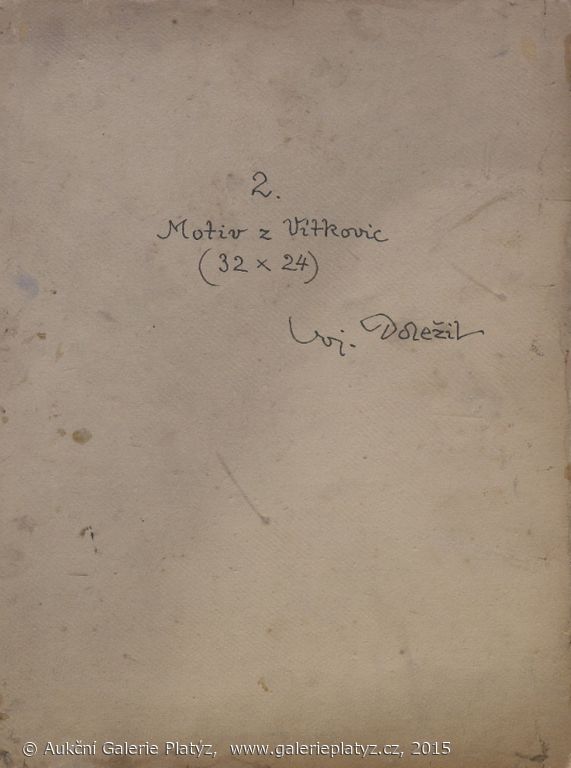 2.
Motiv z Vítkovic
(32 × 24)
Voj. Doležil
© Aukční Galerie Platýz, www.galerieplatyz.cz, 2015